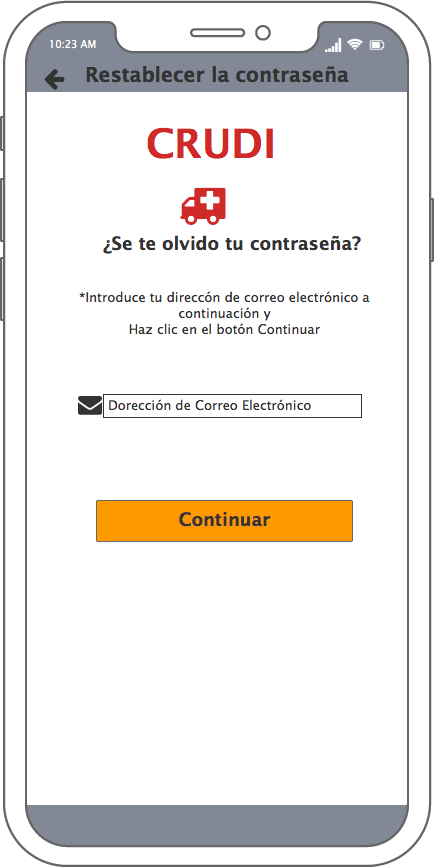 10:23 AM
Restablecer la contraseña
CRUDI
¿Se te olvido tu contraseña?
*Introduce tu direccón de correo electrónico a
continuación y
Haz clic en el botón Continuar
Dorección de Correo Electrónico
Continuar